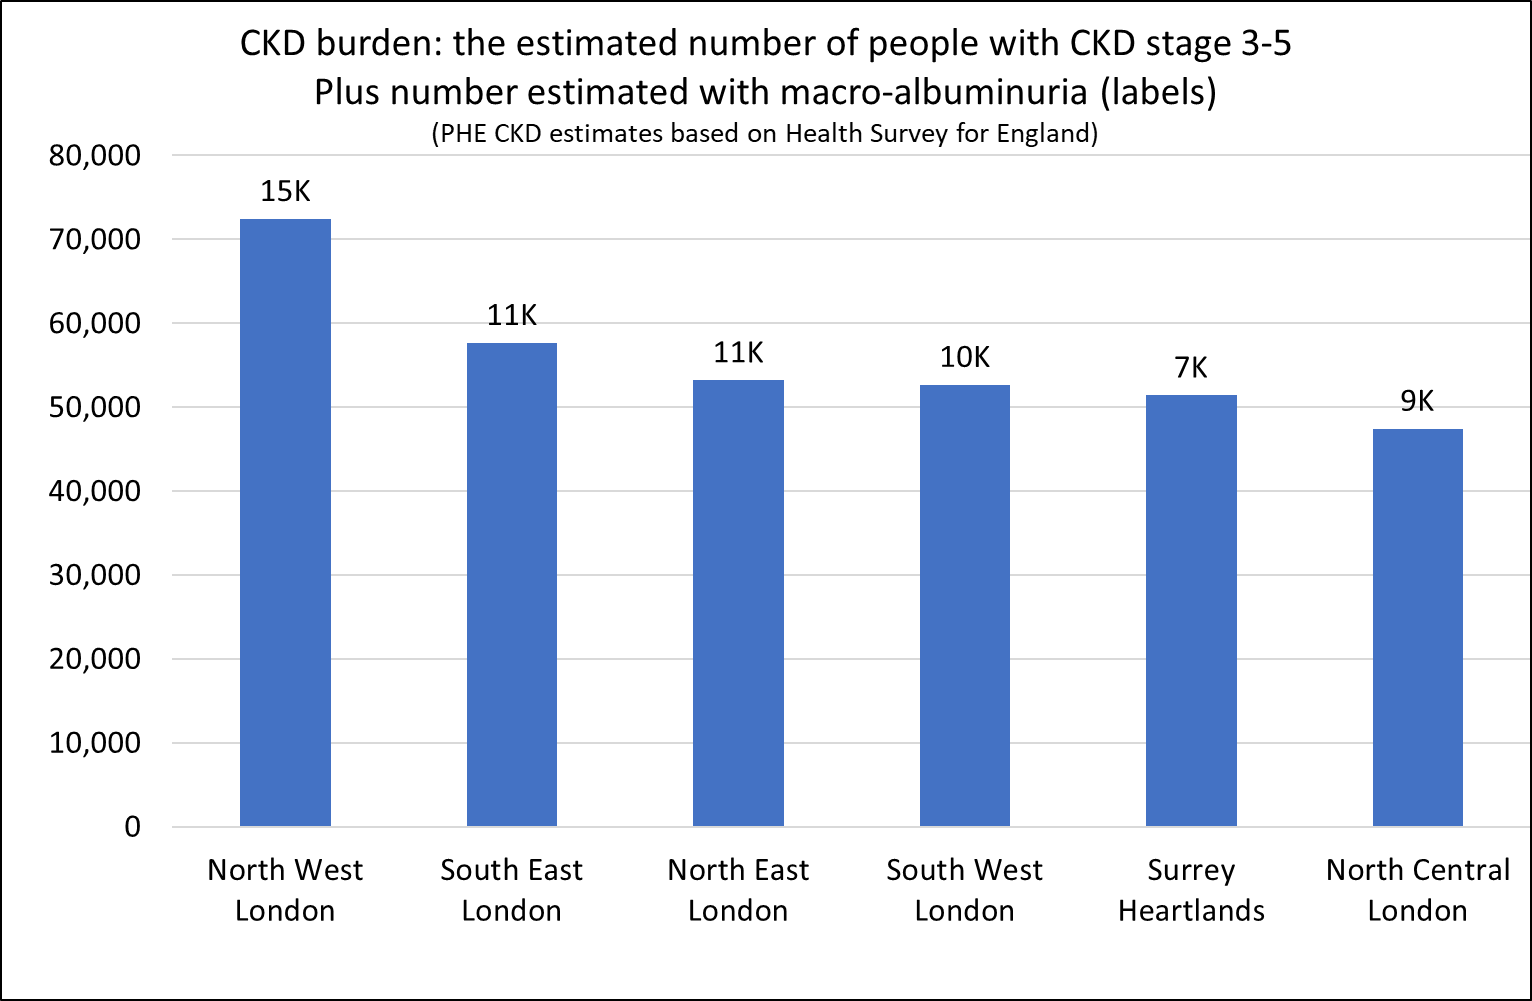 CKD burden: the estimated number of people with CKD stage 3-5
Plus number estimated with macro-albuminuria (labels)
(PHE CKD estimates based on Health Survey for England)
80,000
70,000
60,000
50,000
40,000
30,000
20,000
10,000
0
15K
11K
11K
10K
7K
9K
North West
London
South East
London
North East
London
South West
London
Surrey
Heartlands
North Central
London